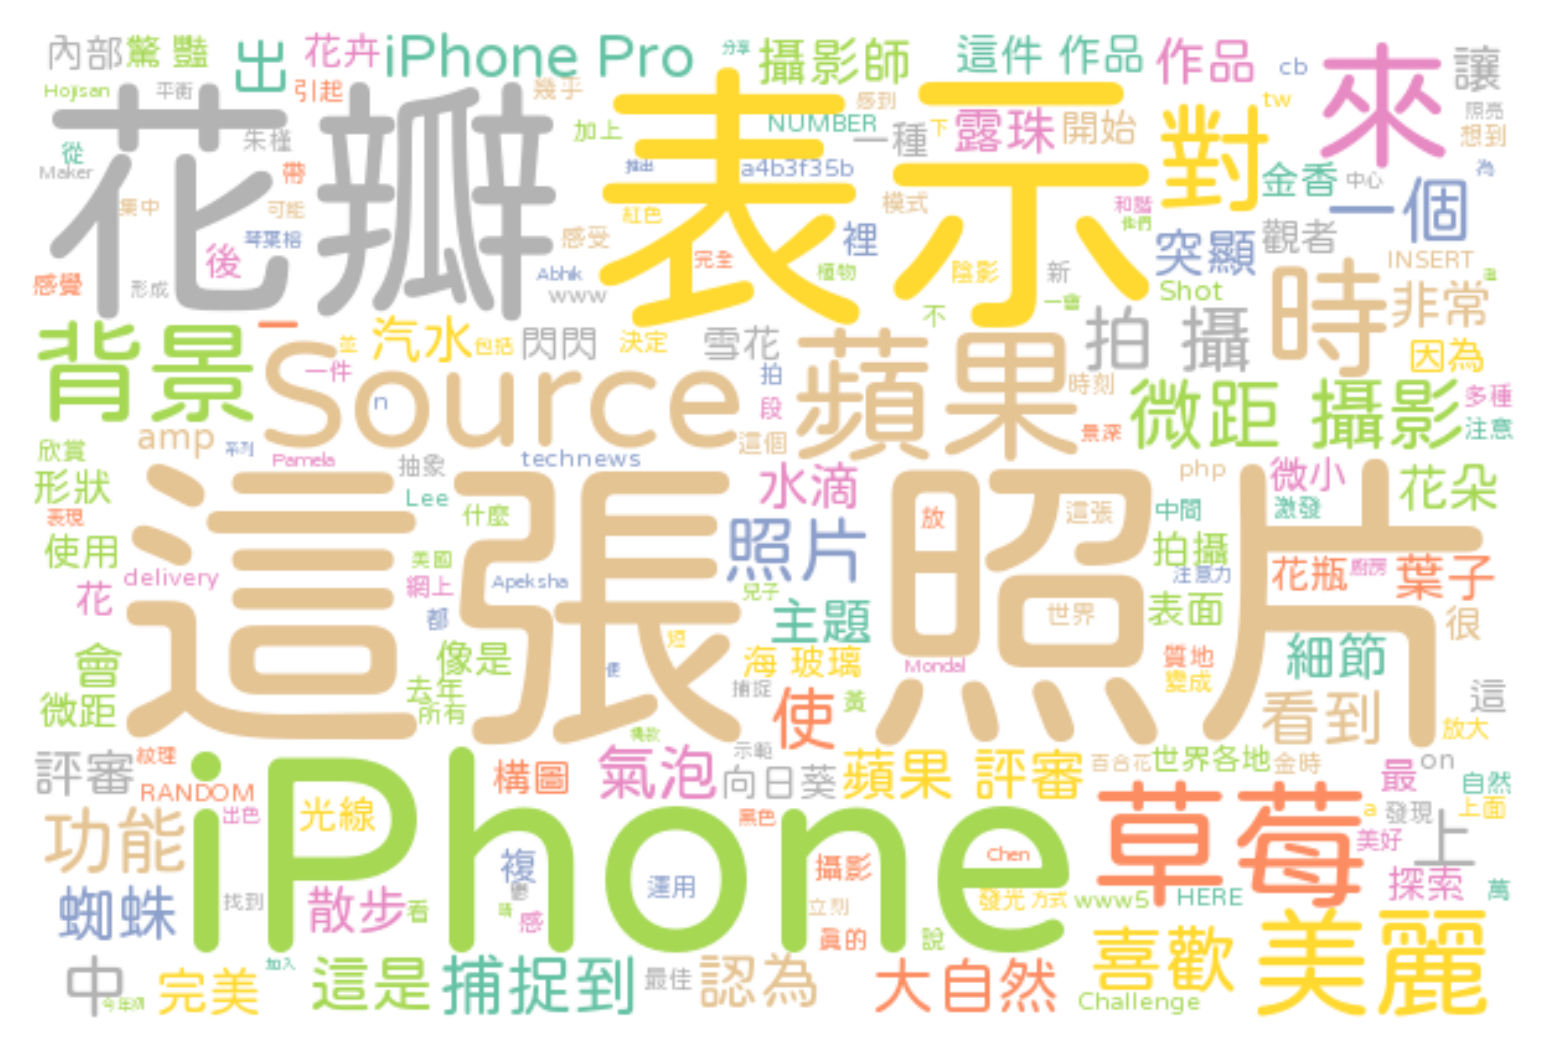 內部 驚 豔 出 花卉 iPhone Pro 分享 攝影師 這件 作品 作品 cb 來 讓
Hojisan 平衡 引起 幾乎 感到 tw 照亮
花瓣 表示
從 朱槿 加上 NUMBER 一種 下 露珠 開始 對 想到
Maker 帶 推出 a4b3f35b 金香 中心 為
集中 可能 紅色 模式 和諧 他們 一個
後 琴葉榕 感受 裡 突顯 觀者
感覺 形成 Abhik www 完全 植物 陰影 新 INSERT
一會 Shot 時 非常
背景 一 並 汽水 包括 閃閃 決定 雪花 不 拍 攝 因為
一件 Source 拍 蘋果 時刻 微距 攝影 多種
n 段 景深 注意
欣賞 amp 系列 這個
Pamela 抽象 technews php 微小
形狀 Lee 水滴 花朵
這張 照片
表現 什麼 放 這張 中間 激發
使用 美國 照片 拍攝
delivery 網上 Apeksha 注意力 花瓶 廚房 葉子
花 兒子 世界 表面
都 主題 很
會 像是 短 海 玻璃 Mondal 質地 細節
去年 便 捕捉 變成 這
微距 所有 使 黃 看到 放大
評審 紋理 示範 百合花 世界各地 金時 on
RANDOM 構圖 氣泡 向日葵 蘋果 評審 最 自然
iPhone
功能 出色 光線 黑色 草莓 a 發現 上面
複 攝影 Chen 美好 上
蜘蛛 找到 散步 看 運用 發光 方式 www5 HERE 探索 萬
感 立刻 真的 說 喜歡 美麗
中 加入 完美 這是 捕捉到 最佳 認為 大自然 Challenge